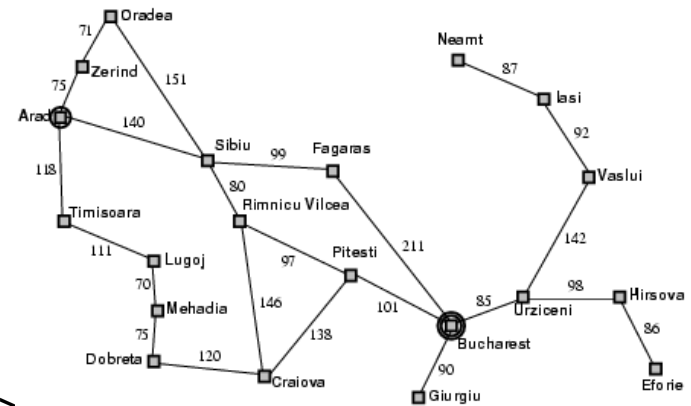 Oradea
71
Neamt
Zerind
87
75
151
Iasi
Arad
140
92
Sibiu
Fagaras
99
118
80
Vaslui
Rimnicu Vilcea
Timisoara
142
111
211
Lugoj
97
Pitesti
70
98
Hirsova
146
85
Mehadia
101
Urziceni
138
86
75
Bucharest
Dobreta
120
90
Craiova
Eforie
Giurgiu